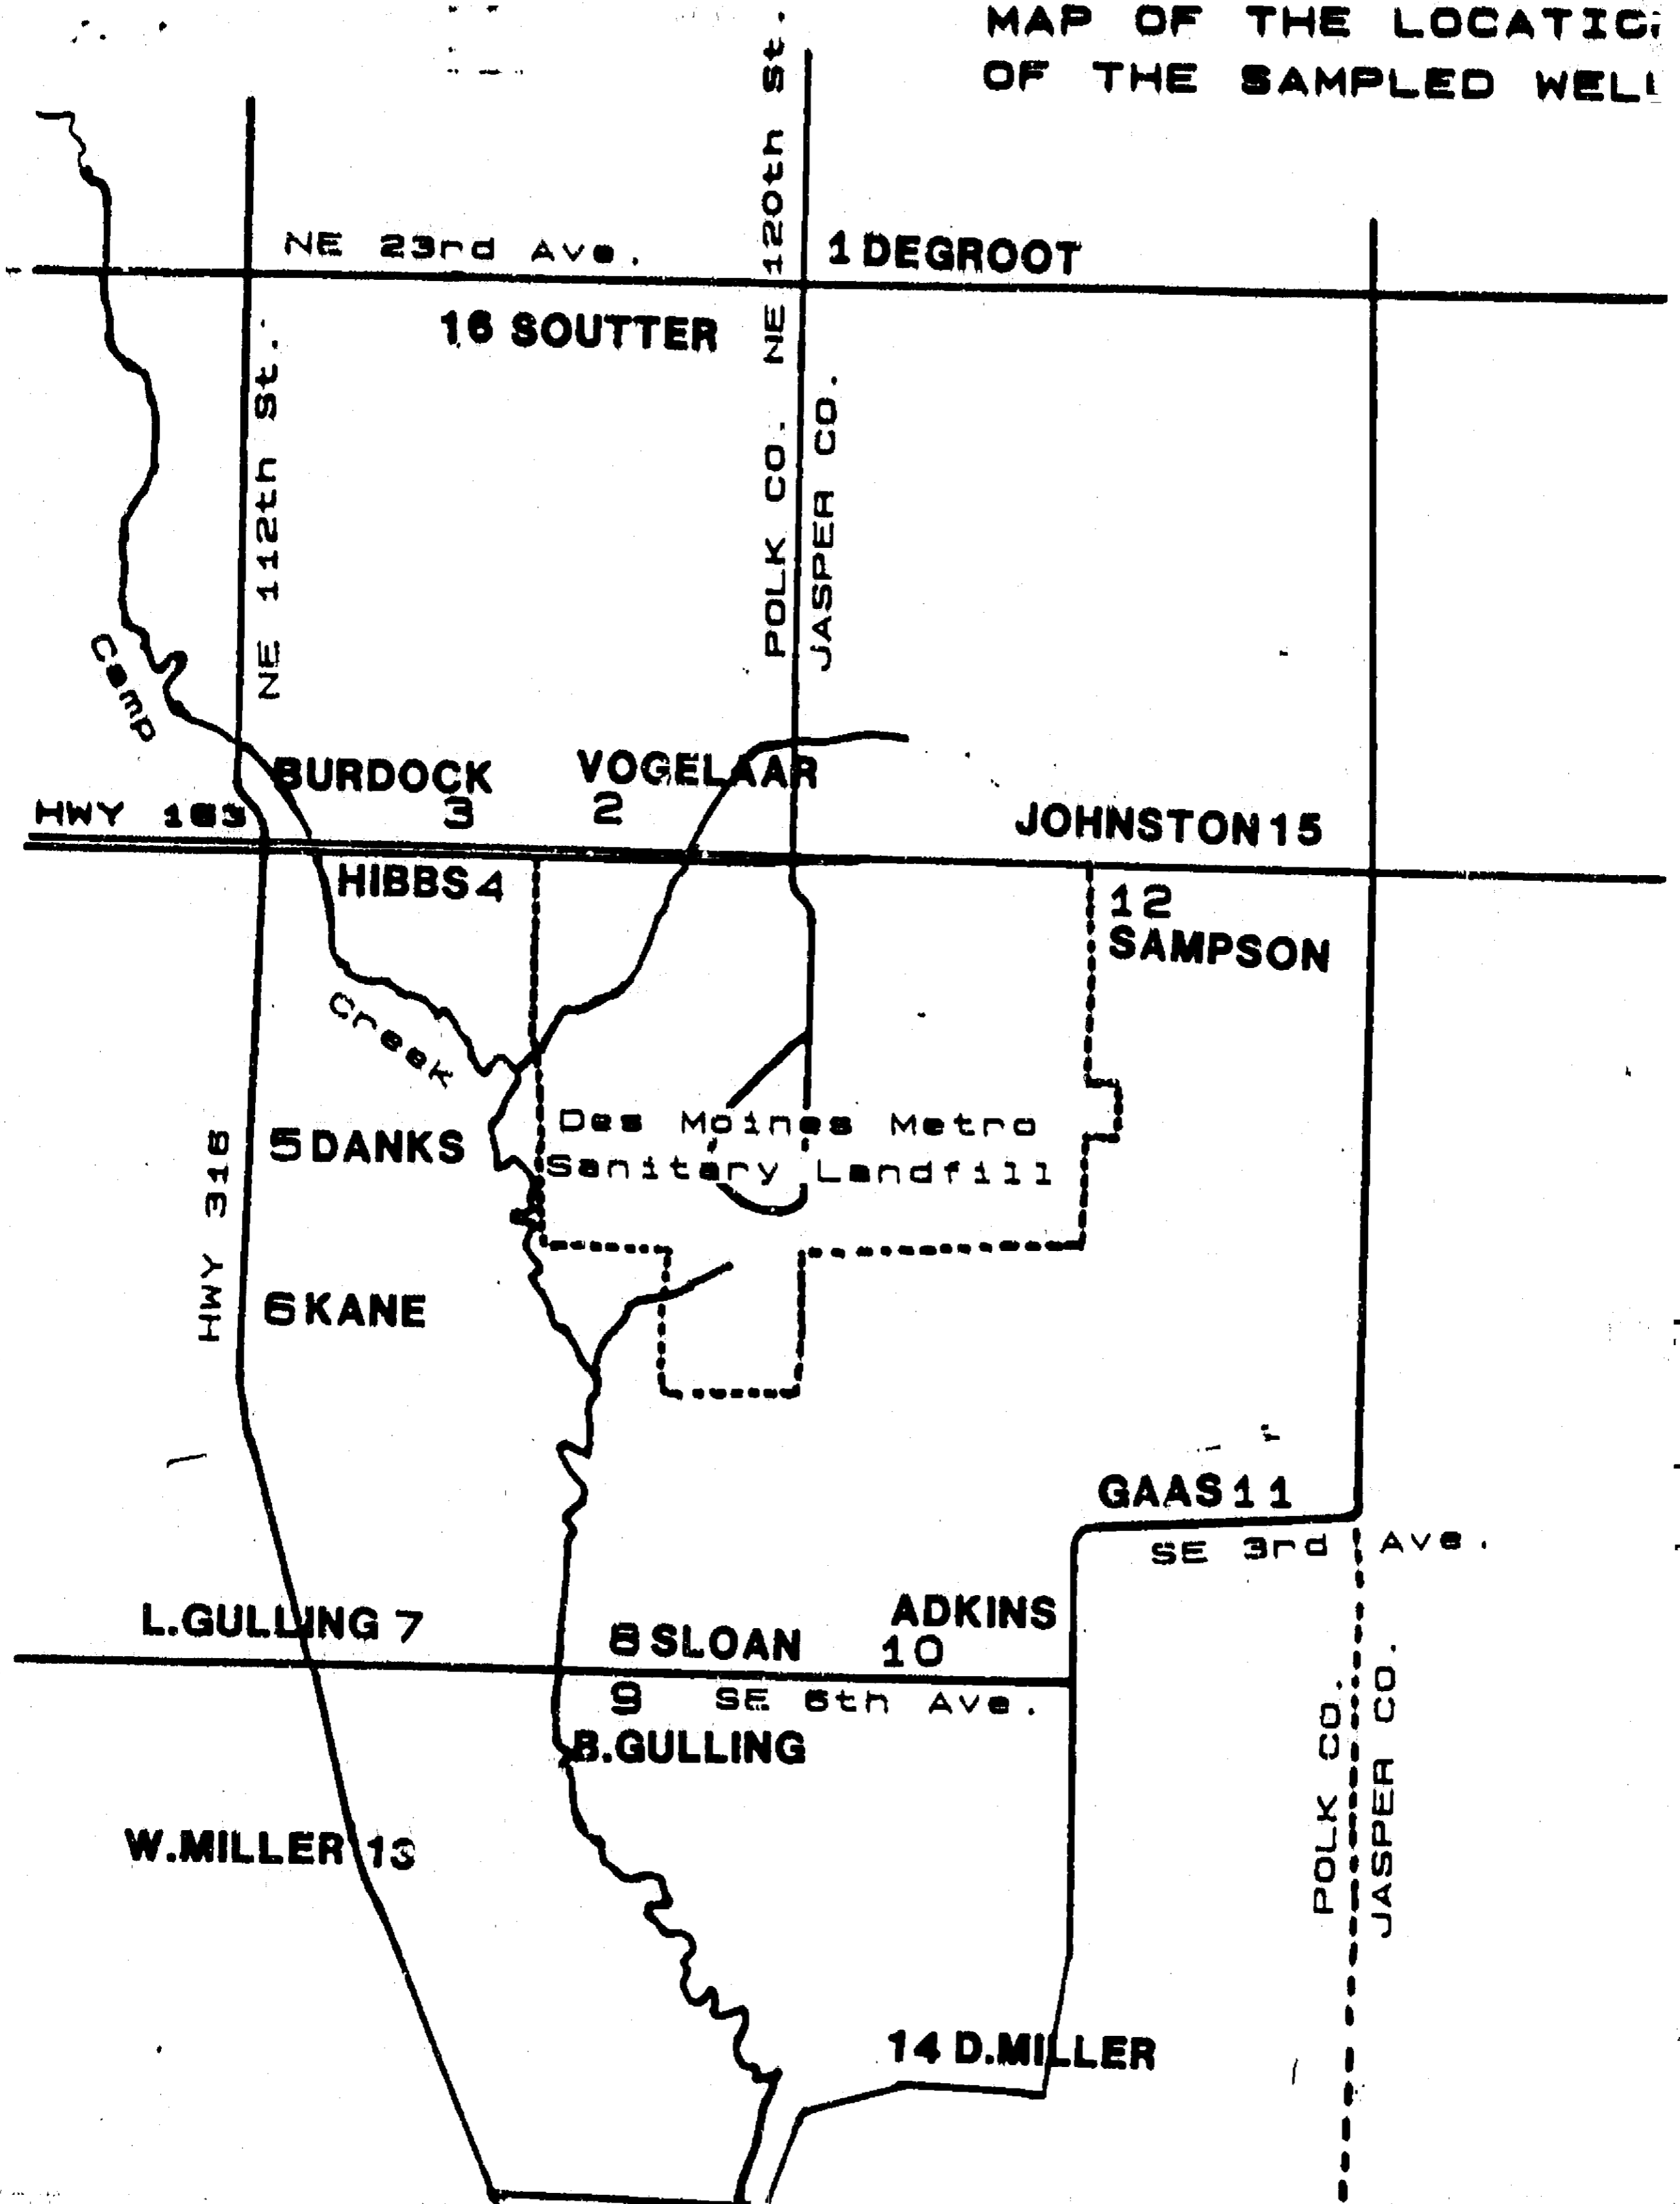 MAP OF THE
OF THE SAMPLED
NE 120th St.
NE 23rd Ave.
1 DEGROOT
16 SOUTTER
NE 112th St.
POLK CO.
JASPER CO.
Camp
BURDOCK
3
VOGELAAR
2
HWY 163
JOHNSTON 15
HIBBS 4
12
SAMPSON
Creek
Des Moines Metro
Sanitary Landfill
5 DANKS
HWY 316
6 KANE
GAAS 11
SE 3rd Ave.
L.GULLING 7
8 SLOAN
ADKINS
10
9
SE 6th Ave.
B.GULLING
POLK CO.
JASPER CO.
W.MILLER 13
14 D.MILLER